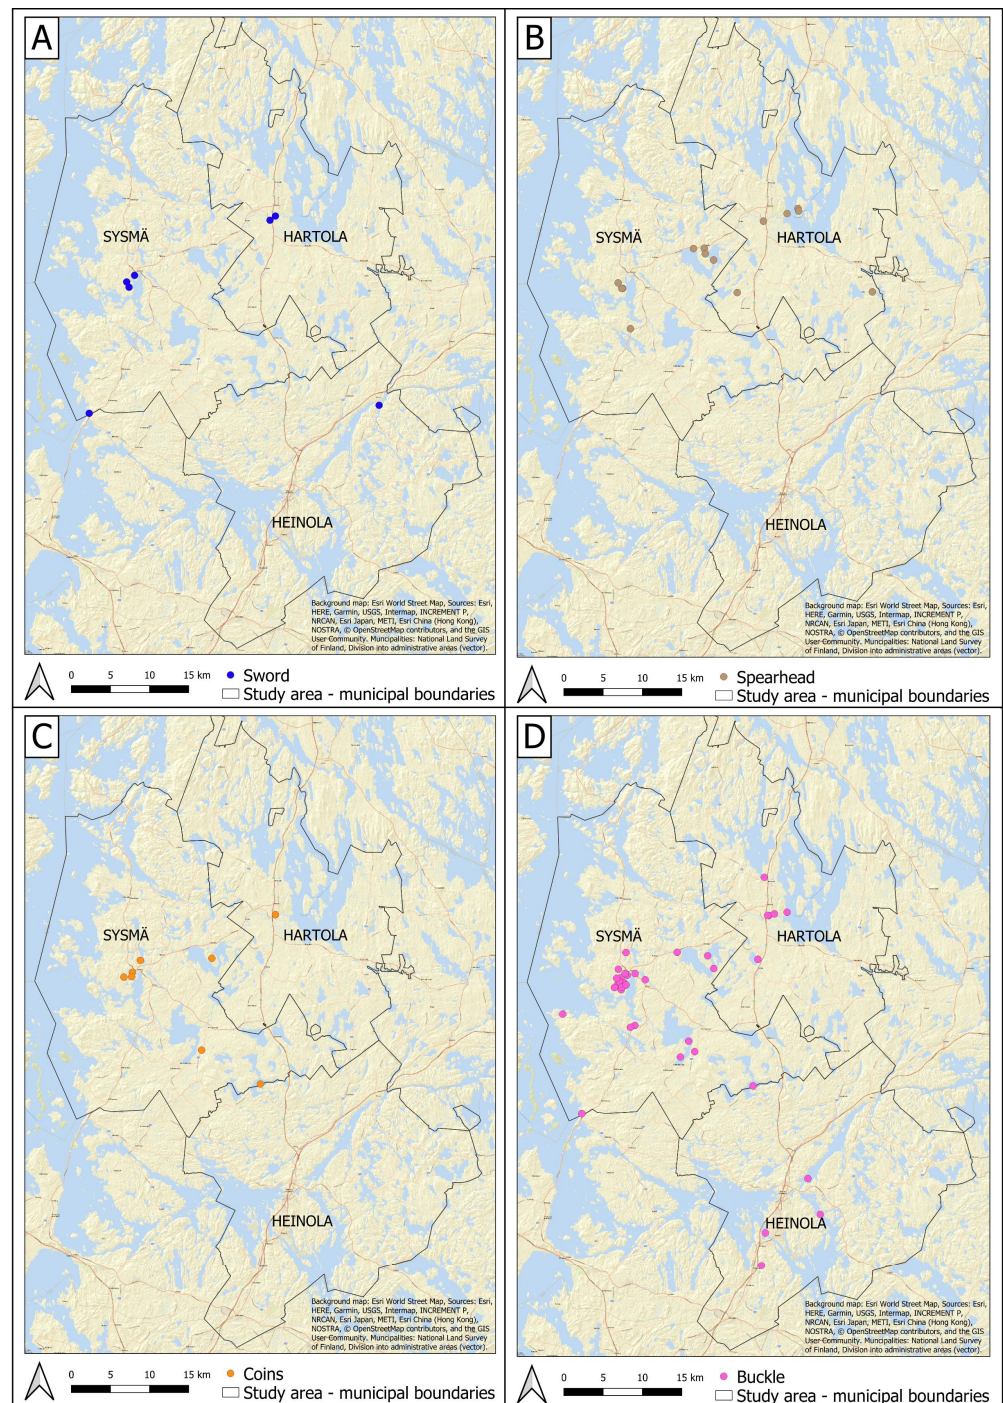 A
SYSMÄ
HARTOLA
HEINOLA
Background map: Esri World Street Map, Sources: Esri,
HERE, Garmin, USGS, Intermap, INCREMENT P,
NRCAN, Esri Japan, METI, Esri China (Hong Kong),
NOSTRA, © OpenStreetMap contributors, and the GIS
User Community. Muncipalities: National Land Survey
of Finland, Division into administrative areas (vector).
0 5 10 15 km
Sword
Study area - municipal boundaries
B
SYSMÄ
HARTOLA
HEINOLA
Background map: Esri World Street Map, Sources: Esri,
HERE, Garmin, USGS, Intermap, INCREMENT P,
NRCAN, Esri Japan, METI, Esri China (Hong Kong),
NOSTRA, © OpenStreetMap contributors, and the GIS
User Community. Muncipalities: National Land Survey
of Finland, Division into administrative areas (vector).
0 5 10 15 km
Spearhead
Study area - municipal boundaries
C
SYSMÄ
HARTOLA
HEINOLA
Background map: Esri World Street Map, Sources: Esri,
HERE, Garmin, USGS, Intermap, INCREMENT P,
NRCAN, Esri Japan, METI, Esri China (Hong Kong),
NOSTRA, © OpenStreetMap contributors, and the GIS
User Community. Muncipalities: National Land Survey
of Finland, Division into administrative areas (vector).
0 5 10 15 km
Coins
Study area - municipal boundaries
D
SYSMÄ
HARTOLA
HEINOLA
Background map: Esri World Street Map, Sources: Esri,
HERE, Garmin, USGS, Intermap, INCREMENT P,
NRCAN, Esri Japan, METI, Esri China (Hong Kong),
NOSTRA, © OpenStreetMap contributors, and the GIS
User Community. Muncipalities: National Land Survey
of Finland, Division into administrative areas (vector).
0 5 10 15 km
Buckle
Study area - municipal boundaries